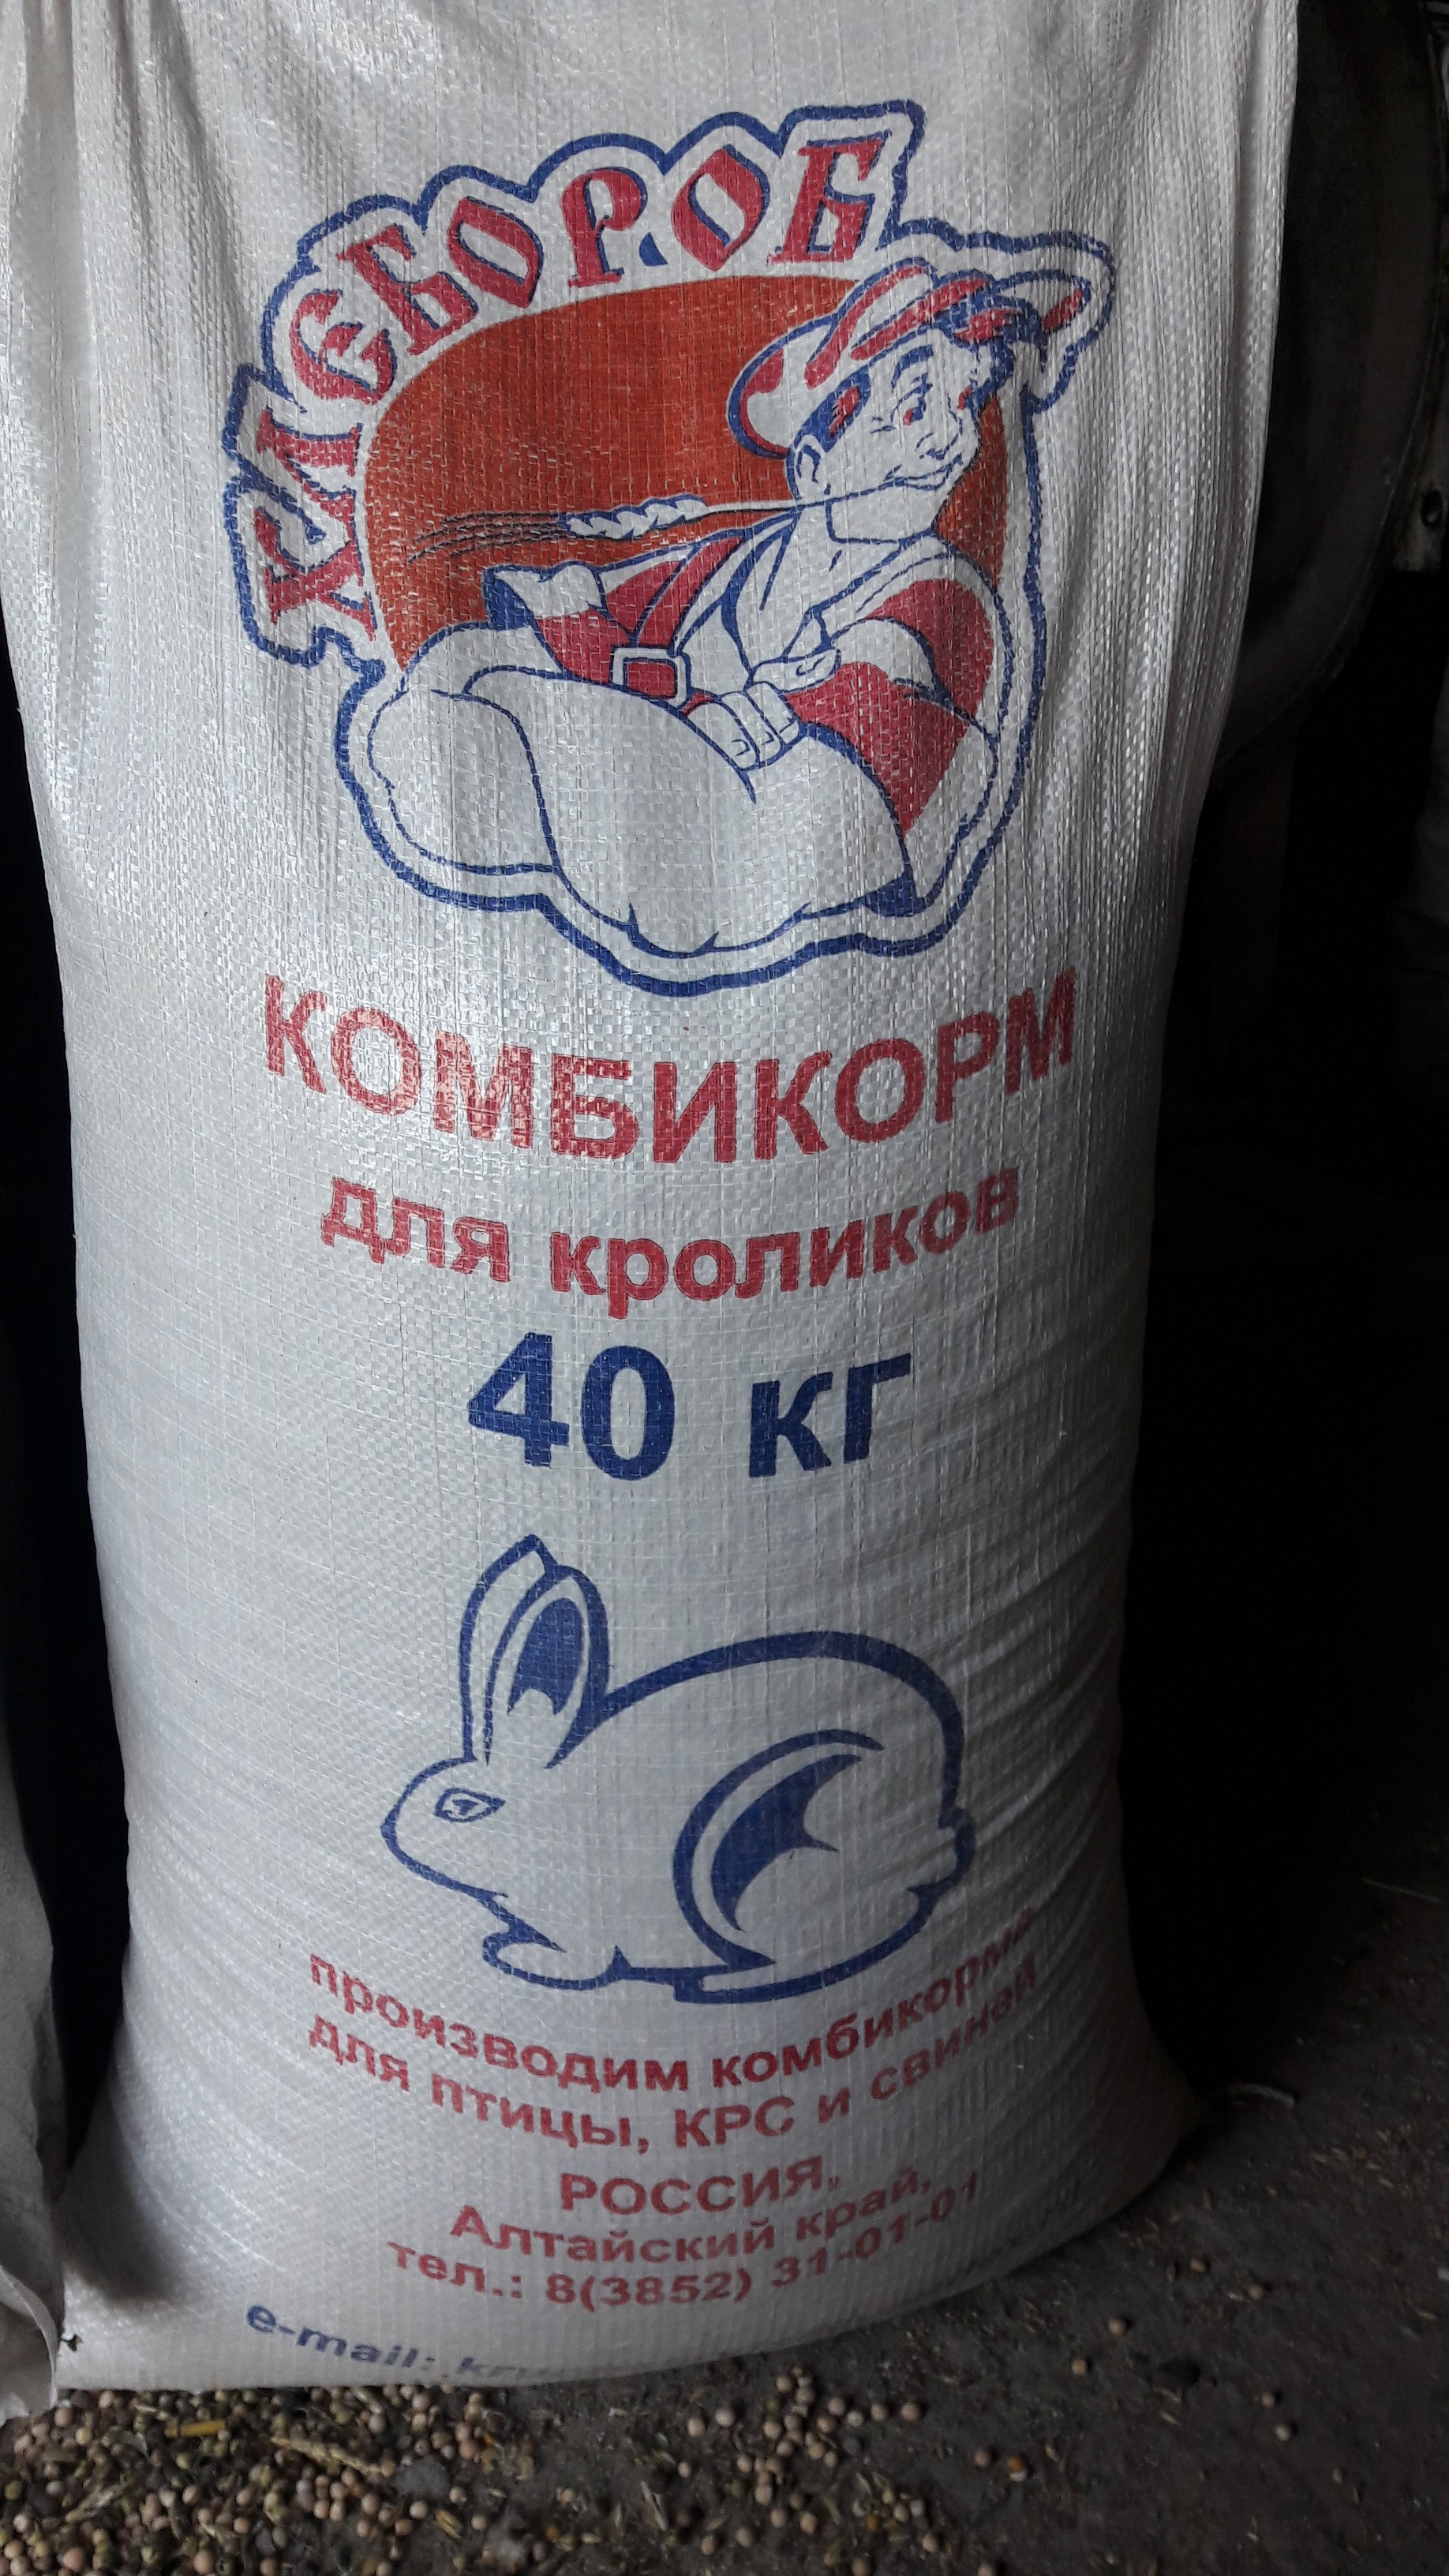 ХЛЕБОРОБ
КОМБИКОРМ
для кроликов
40 кг
производим комбикорма
для птицы, КРС и свиней
РОССИЯ,
Алтайский край,
тел.: 8(3852) 31-01-01
e-mail: